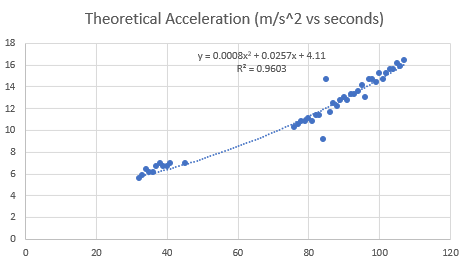 Theoretical Acceleration (m/s^2 vs seconds)
y = 0.0008x² + 0.0257x + 4.11
R² = 0.9603
18
16
14
12
10
8
6
4
2
0
0 20 40 60 80 100 120